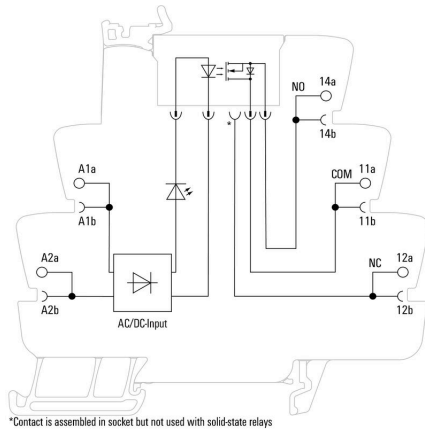 NO
14a
14b
*
A1a
COM
11a
A1b
11b
A2a
NC
12a
A2b
12b
AC/DC-Input
*Contact is assembled in socket but not used with solid-state relays